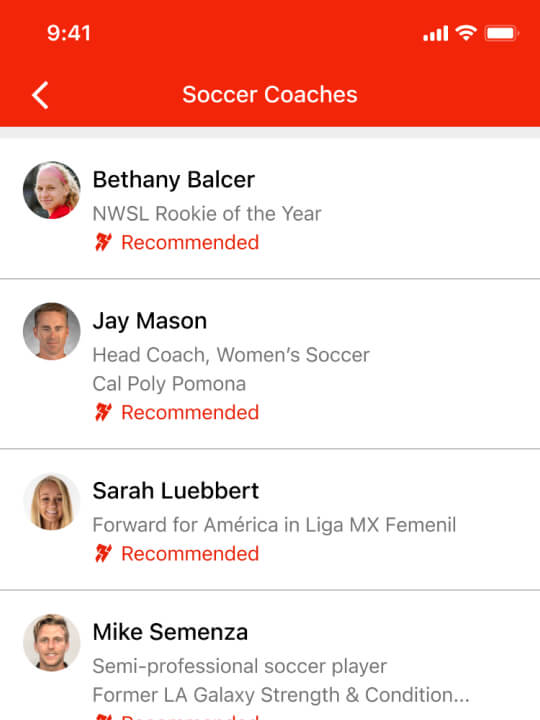 9:41
Soccer Coaches
Bethany Balcer
NWSL Rookie of the Year
Recommended
Jay Mason
Head Coach, Women’s Soccer
Cal Poly Pomona
Recommended
Sarah Luebbert
Forward for América in Liga MX Femenil
Recommended
Mike Semenza
Semi-professional soccer player
Former LA Galaxy Strength & Condition...
Recommended